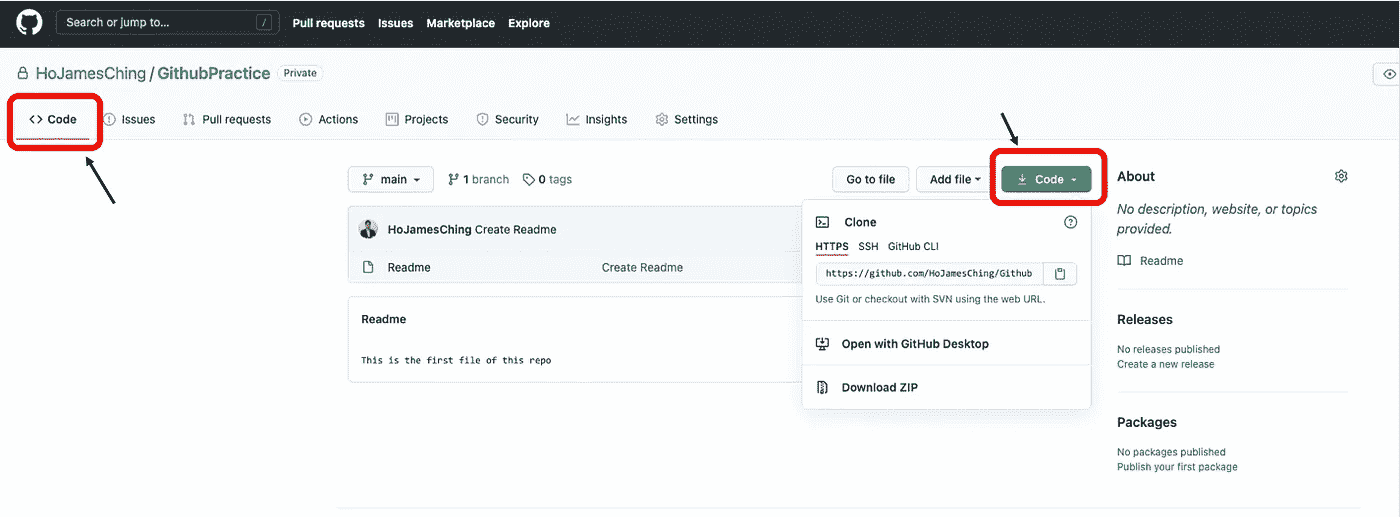 Search or jump to... / Pull requests Issues Marketplace Explore
HoJamesChing / GithubPractice Private
<> Code Issues Pull requests Actions Projects Security Insights Settings
main 1 branch 0 tags Go to file Add file Code
HoJamesChing Create Readme
Readme Create Readme
Readme
This is the first file of this repo
Clone
HTTPS SSH GitHub CLI
https://github.com/HoJamesChing/Github
Use Git or checkout with SVN using the web URL.
Open with GitHub Desktop
Download ZIP
About
No description, website, or topics
provided.
Readme
Releases
No releases published
Create a new release
Packages
No packages published
Publish your first package